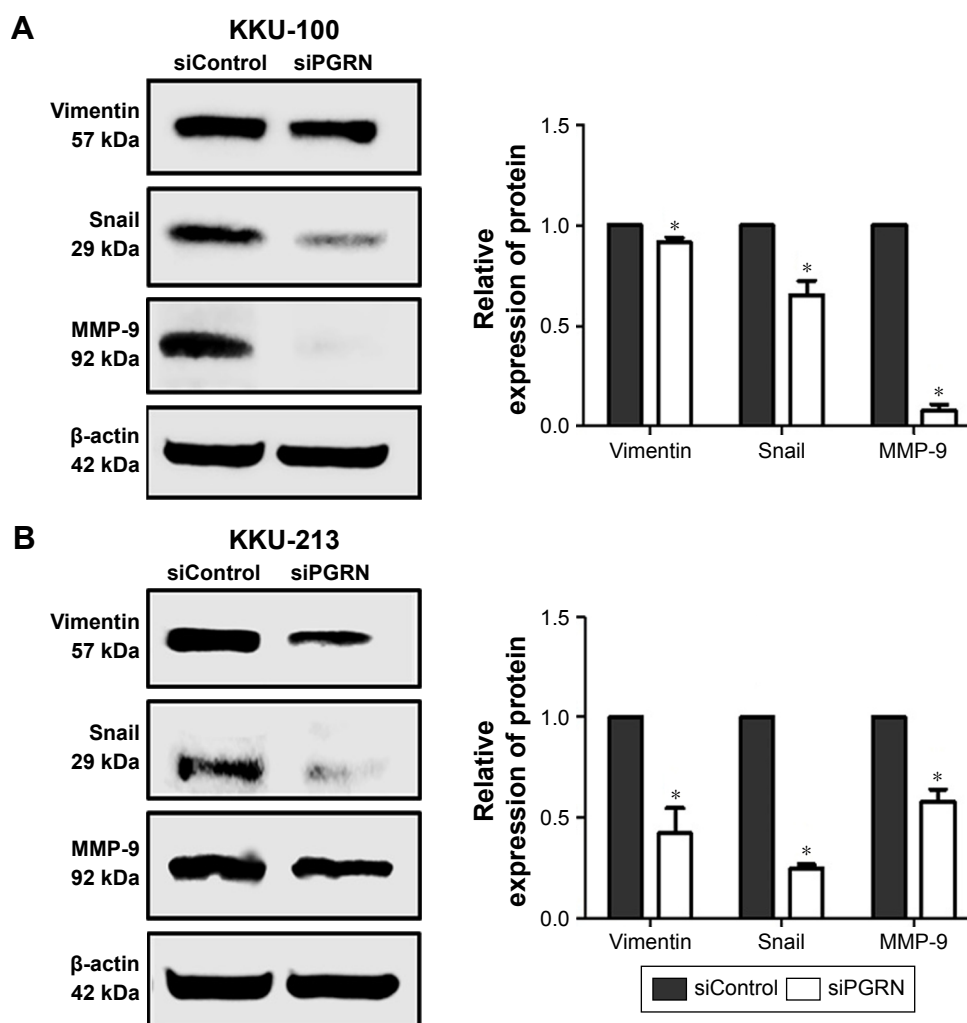 A
KKU-100
siControl siPGRN
Vimentin
57 kDa
Snail
29 kDa
MMP-9
92 kDa
β-actin
42 kDa
Relative
expression of protein
1.5
1.0
0.5
0.0
*
*
*
Vimentin Snail MMP-9
B
KKU-213
siControl siPGRN
Vimentin
57 kDa
Snail
29 kDa
MMP-9
92 kDa
β-actin
42 kDa
Relative
expression of protein
1.5
1.0
0.5
0.0
*
*
*
Vimentin Snail MMP-9
siControl siPGRN